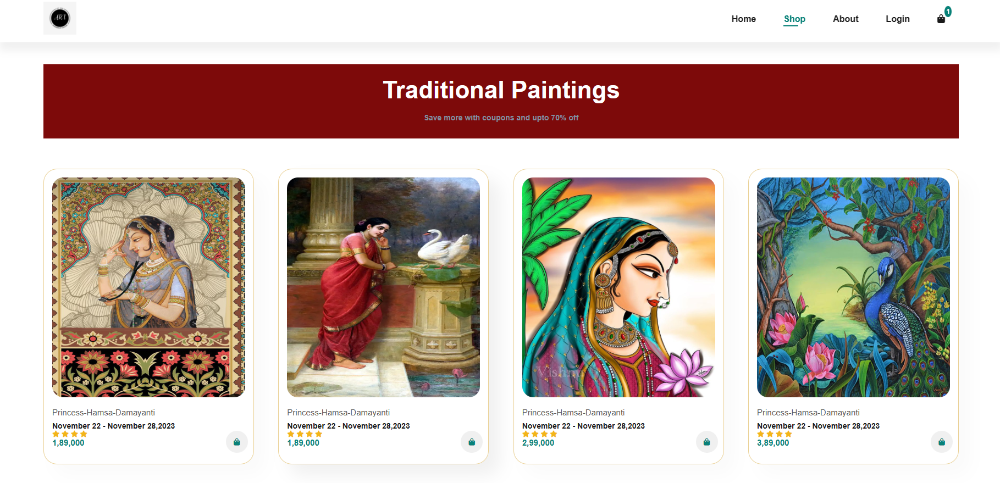 ART
Home Shop About Login 1
Traditional Paintings
Save more with coupons and upto 70% off
Vishnu
Princess-Hamsa-Damayanti
November 22 - November 28,2023
1,89,000
Princess-Hamsa-Damayanti
November 22 - November 28,2023
1,89,000
Princess-Hamsa-Damayanti
November 22 - November 28,2023
2,99,000
Princess-Hamsa-Damayanti
November 22 - November 28,2023
3,89,000